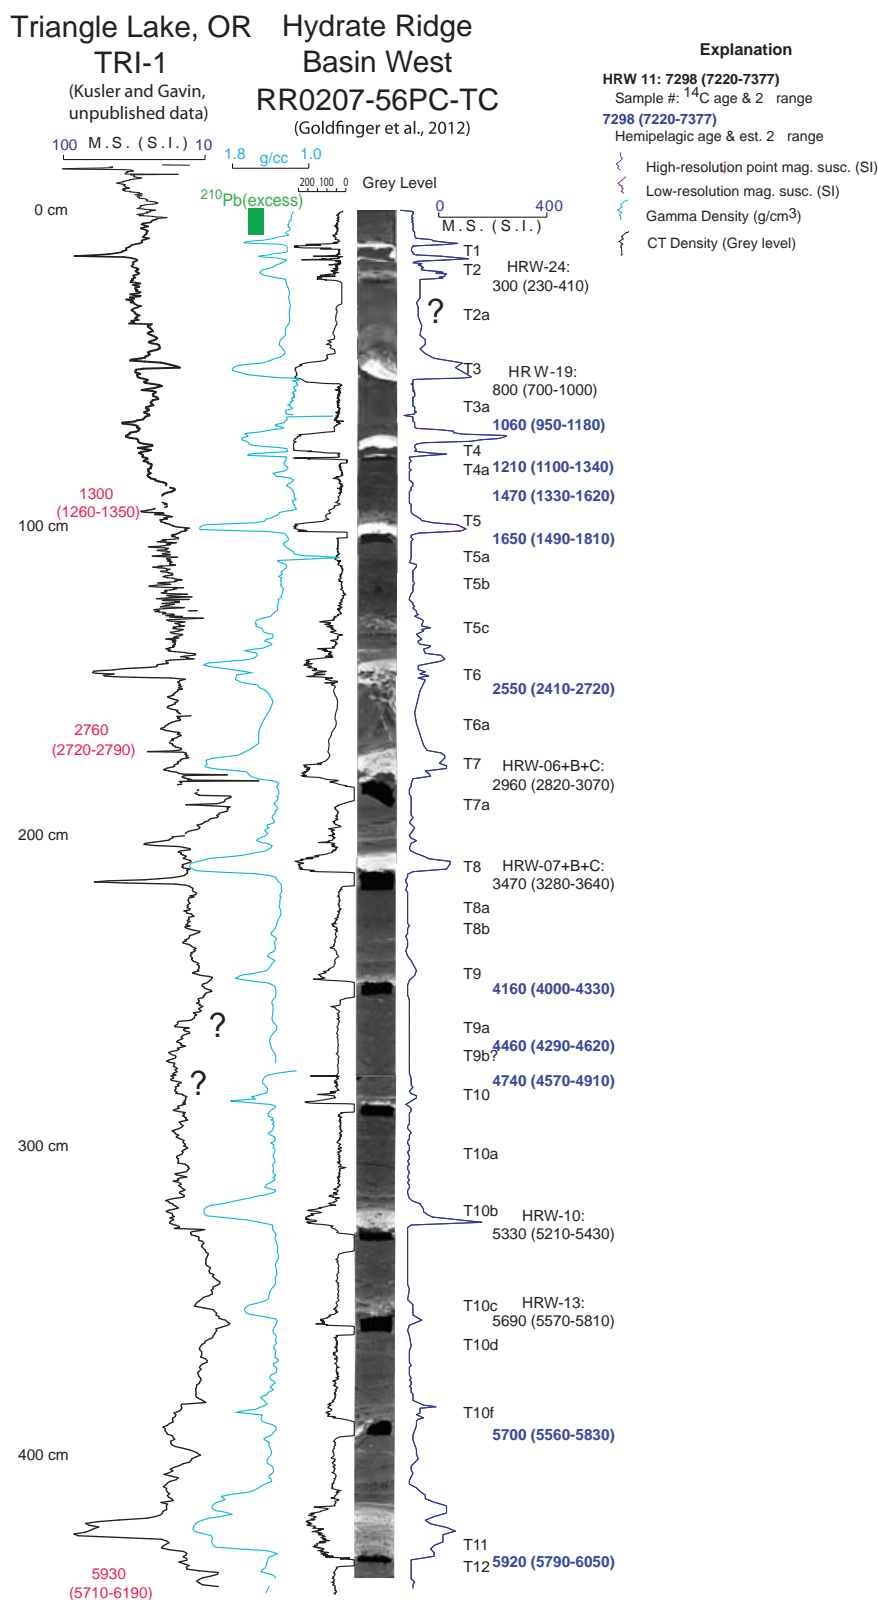 Triangle Lake, OR
TRI-1
(Kusler and Gavin,
unpublished data)
Hydrate Ridge
Basin West
RR0207-56PC-TC
(Goldfinger et al., 2012)
Explanation
HRW 11: 7298 (7220-7377)
Sample #: 14C age & 2 range
7298 (7220-7377)
Hemipelagic age & est. 2 range
High-resolution point mag. susc. (SI)
Low-resolution mag. susc. (SI)
Gamma Density (g/cm3)
CT Density (Grey level)
100 M.S. (S.I.) 10
1.8 g/cc 1.0
200 100 0 Grey Level
210Pb(excess)
0 400
M.S. (S.I.)
0 cm
T1
T2
HRW-24:
300 (230-410)
?
T2a
T3
HRW-19:
800 (700-1000)
T3a
1060 (950-1180)
T4
T4a
1210 (1100-1340)
1300
(1260-1350)
1470 (1330-1620)
100 cm
T5
1650 (1490-1810)
T5a
T5b
T5c
T6
2550 (2410-2720)
T6a
2760
(2720-2790)
T7
HRW-06+B+C:
2960 (2820-3070)
T7a
200 cm
T8
HRW-07+B+C:
3470 (3280-3640)
T8a
T8b
T9
4160 (4000-4330)
?
T9a
4460 (4290-4620)
T9b?
?
4740 (4570-4910)
T10
300 cm
T10a
T10b
HRW-10:
5330 (5210-5430)
T10c
HRW-13:
5690 (5570-5810)
T10d
T10f
5700 (5560-5830)
400 cm
T11
5920 (5790-6050)
T12
5930
(5710-6190)